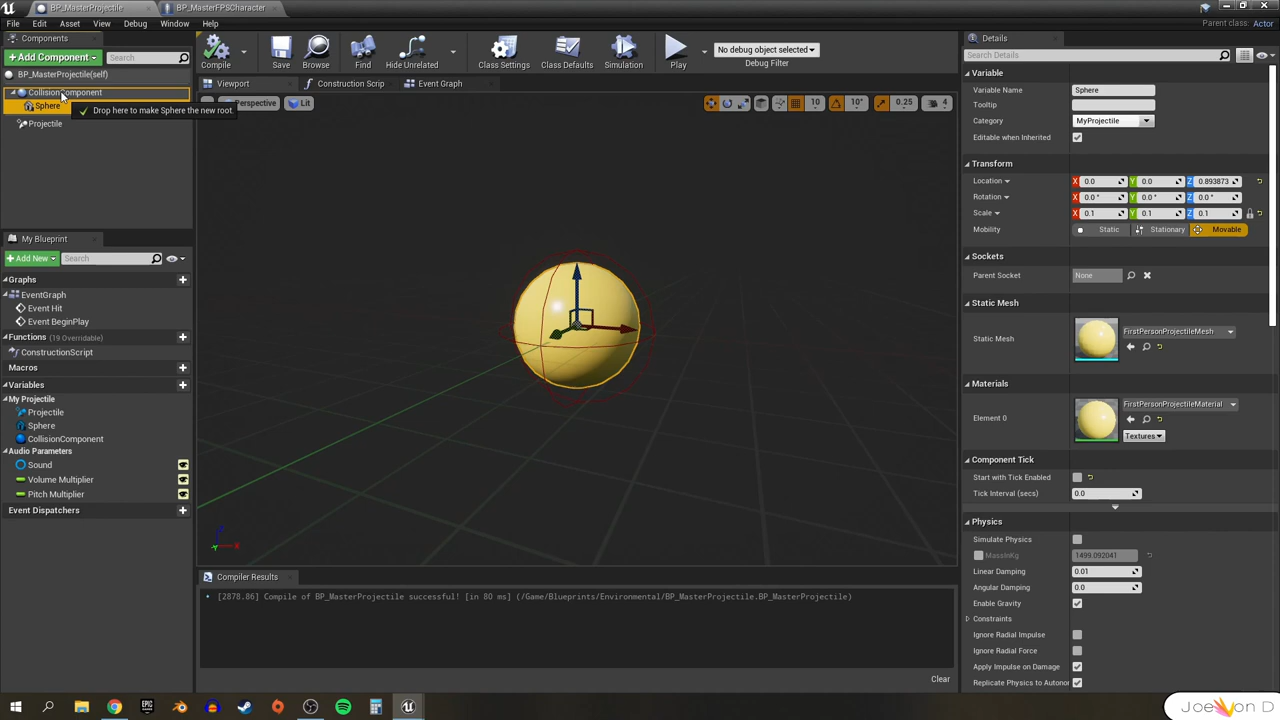 BP_MasterProjectile
BP_MasterFPSCharacter
File Edit Asset View Debug Window Help
Parent class: Actor
Components
+Add Component
Search
BP_MasterProjectile(self)
CollisionComponent
Sphere
Drop here to make Sphere the new root.
Projectile
Compile
Save
Browse
Find
Hide Unrelated
Class Settings
Class Defaults
Simulation
Play
No debug object selected
Debug Filter
Viewport
Construction Script
Event Graph
Perspective
Lit
10
10°
0.25
4
My Blueprint
+Add New
Search
Graphs
EventGraph
Event Hit
Event BeginPlay
Functions (19 Overridable)
ConstructionScript
Macros
Variables
My Projectile
Projectile
Sphere
CollisionComponent
Audio Parameters
Sound
Volume Multiplier
Pitch Multiplier
Event Dispatchers
Compiler Results
[2878.86] Compile of BP_MasterProjectile successful! [in 80 ms] (/Game/Blueprints/Environmental/BP_MasterProjectile.BP_MasterProjectile)
Clear
Details
Search Details
Variable
Variable Name Sphere
Tooltip
Category MyProjectile
Editable when Inherited
Transform
Location X 0.0 Y 0.0 Z 0.893873
Rotation X 0.0 ° Y 0.0 ° Z 0.0 °
Scale X 0.1 Y 0.1 Z 0.1
Mobility Static Stationary Movable
Sockets
Parent Socket None
Static Mesh
Static Mesh FirstPersonProjectileMesh
Materials
Element 0 FirstPersonProjectileMaterial
Textures
Component Tick
Start with Tick Enabled
Tick Interval (secs) 0.0
Physics
Simulate Physics
MassInKg 1499.092041
Linear Damping 0.01
Angular Damping 0.0
Enable Gravity
Constraints
Ignore Radial Impulse
Ignore Radial Force
Apply Impulse on Damage
Replicate Physics to Autonor
EPIC GAMES
Joe Von D